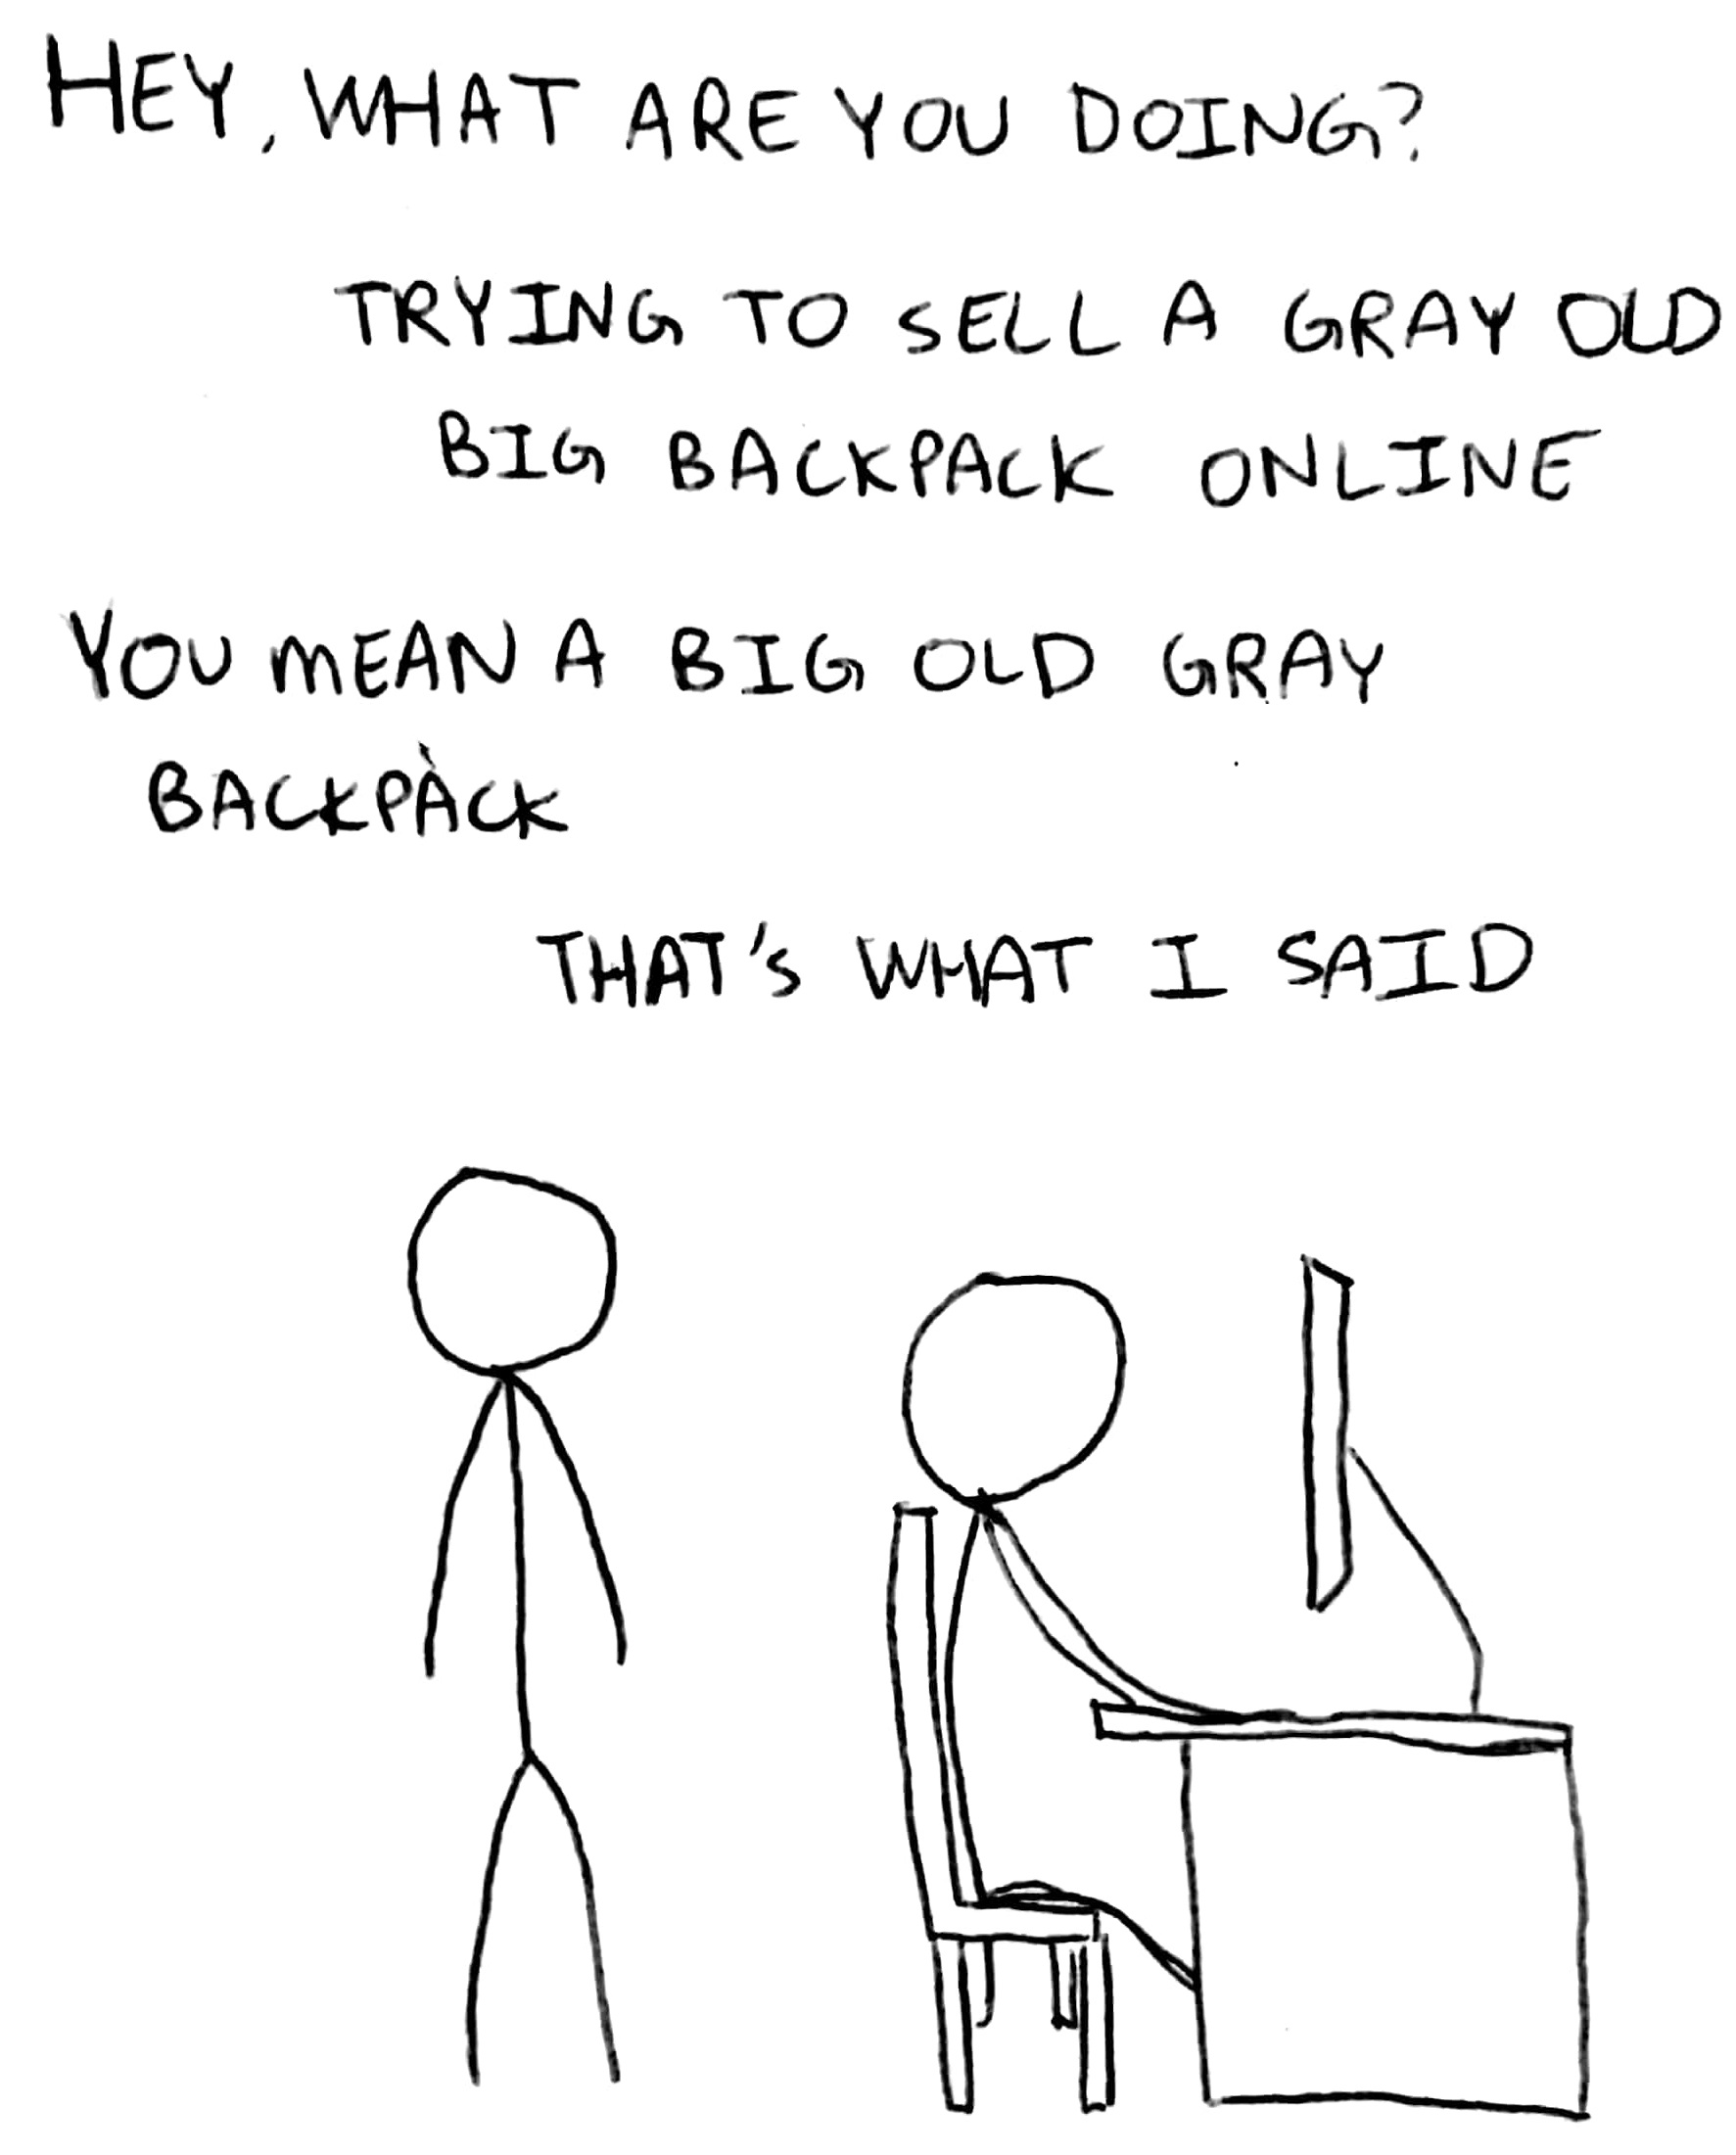 HEY, WHAT ARE YOU DOING?
TRYING TO SELL A GRAY OLD
BIG BACKPACK ONLINE
YOU MEAN A BIG OLD GRAY
BACKPÀCK
THAT'S WHAT I SAID